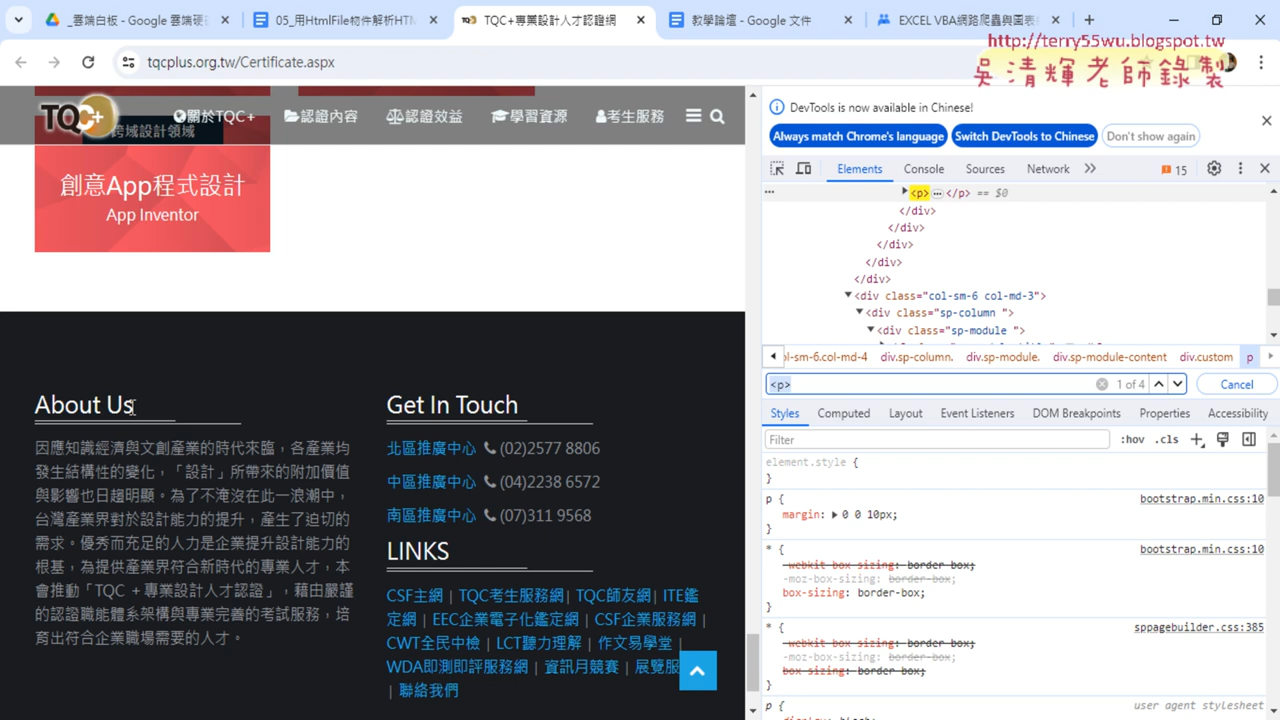 _雲端白板 - Google 雲端硬
05_用HtmlFile物件解析HTM
TQC+專業設計人才認證網
教學論壇 - Google 文件
EXCEL VBA網路爬蟲與圖表
http://terry55wu.blogspot.tw
tqcplus.org.tw/Certificate.aspx
吳清輝老師錄製
TQC+
關於TQC+
認證內容
認證效益
學習資源
考生服務
跨域設計領域
創意App程式設計
App Inventor
About Us
因應知識經濟與文創產業的時代來臨，各產業均
發生結構性的變化，「設計」所帶來的附加價值
與影響也日趨明顯。為了不淹沒在此一浪潮中，
台灣產業界對於設計能力的提升，產生了迫切的
需求。優秀而充足的人力是企業提升設計能力的
根基，為提供產業界符合新時代的專業人才，本
會推動「TQC + 專業設計人才認證」，藉由嚴謹
的認證職能體系架構與專業完善的考試服務，培
育出符合企業職場需要的人才。
Get In Touch
北區推廣中心 (02)2577 8806
中區推廣中心 (04)2238 6572
南區推廣中心 (07)311 9568
LINKS
CSF主網 | TQC考生服務網| TQC師友網| ITE鑑
定網| EEC企業電子化鑑定網 | CSF企業服務網 |
CWT全民中檢 | LCT聽力理解 | 作文易學堂 |
WDA即測即評服務網 | 資訊月競賽 | 展覽服
| 聯絡我們
DevTools is now available in Chinese!
Always match Chrome's language
Switch DevTools to Chinese
Don't show again
Elements
Console
Sources
Network
15
<p> … </p> == $0
</div>
</div>
</div>
</div>
</div>
<div class="col-sm-6 col-md-3">
<div class="sp-column ">
<div class="sp-module ">
ol-sm-6.col-md-4
div.sp-column.
div.sp-module.
div.sp-module-content
div.custom
p
<p>
1 of 4
Cancel
Styles
Computed
Layout
Event Listeners
DOM Breakpoints
Properties
Accessibility
Filter
:hov
.cls
element.style {
}
p {
bootstrap.min.css:10
margin: 0 0 10px;
}
* {
bootstrap.min.css:10
-webkit-box-sizing: border-box;
-moz-box-sizing: border-box;
box-sizing: border-box;
}
* {
sppagebuilder.css:385
-webkit-box-sizing: border-box;
-moz-box-sizing: border-box;
box-sizing: border-box;
}
p {
user agent stylesheet